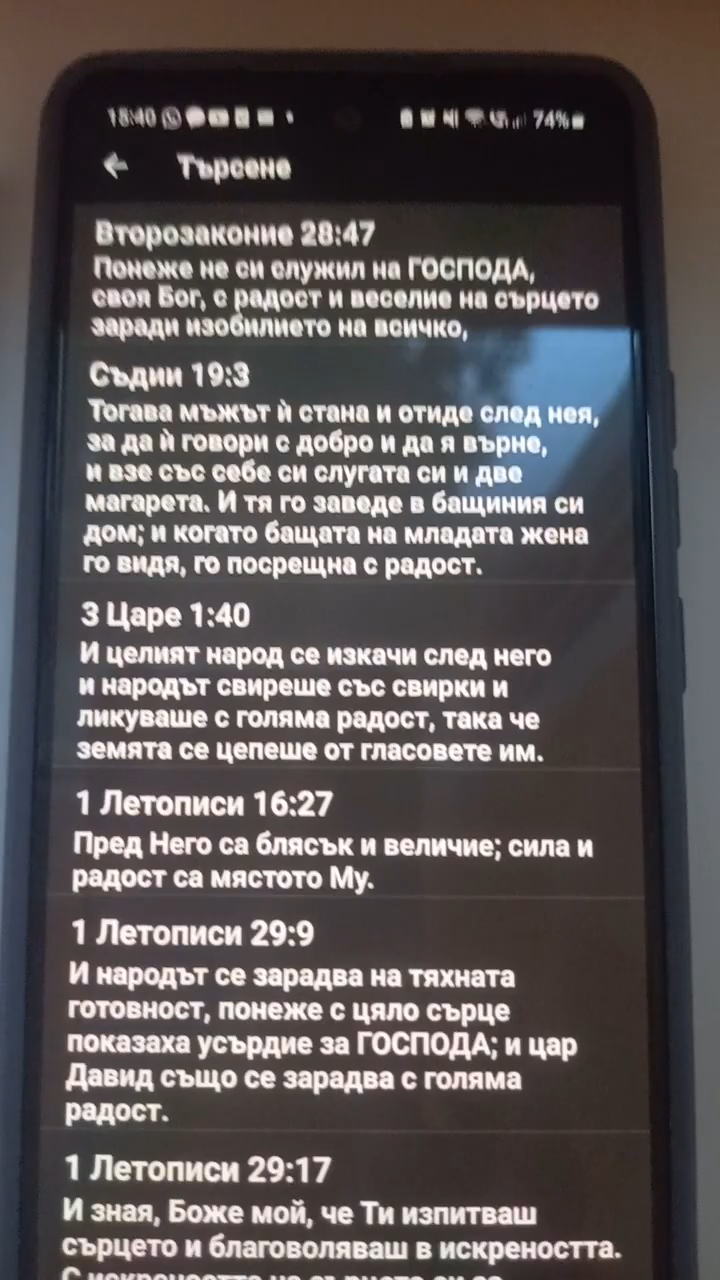 18:40 74%
← Търсене
Второзаконие 28:47
Понеже не си служил на ГОСПОДА,
своя Бог, с радост и веселие на сърцето
заради изобилието на всичко,
Съдии 19:3
Тогава мъжът ѝ стана и отиде след нея,
за да ѝ говори с добро и да я върне,
и взе със себе си слугата си и две
магарета. И тя го заведе в бащиния си
дом; и когато бащата на младата жена
го видя, го посрещна с радост.
3 Царе 1:40
И целият народ се изкачи след него
и народът свиреше със свирки и
ликуваше с голяма радост, така че
земята се цепеше от гласовете им.
1 Летописи 16:27
Пред Него са блясък и величие; сила и
радост са мястото Му.
1 Летописи 29:9
И народът се зарадва на тяхната
готовност, понеже с цяло сърце
показаха усърдие за ГОСПОДА; и цар
Давид също се зарадва с голяма
радост.
1 Летописи 29:17
И зная, Боже мой, че Ти изпитваш
сърцето и благоволяваш в искреността.